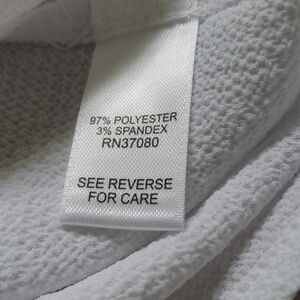 97% POLYESTER
3% SPANDEX
RN37080
SEE REVERSE
FOR CARE